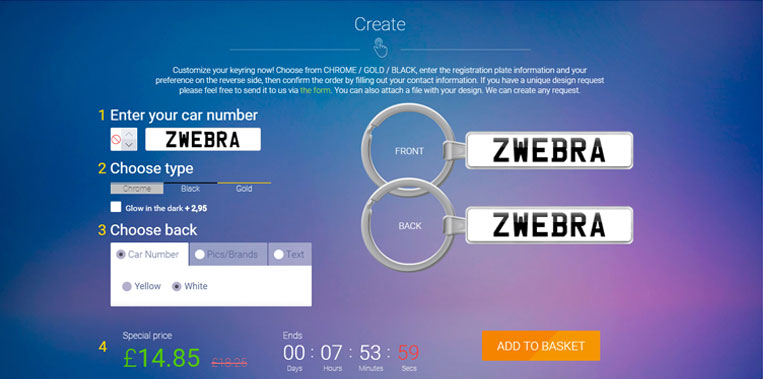 Create
Customize your keyring now! Choose from CHROME / GOLD / BLACK, enter the registration plate information and your
preference on the reverse side, then confirm the order by filling out your contact information. If you have a unique design request
please feel free to send it to us via the form. You can also attach a file with your design. We can create any request.
1 Enter your car number
ZWEBRA
2 Choose type
Chrome Black Gold
Glow in the dark + 2,95
3 Choose back
Car Number Pics/Brands Text
Yellow White
FRONT ZWEBRA
BACK ZWEBRA
4 Special price
£14.85 £18.25
Ends
00 : 07 : 53 : 59
Days Hours Minutes Secs
ADD TO BASKET